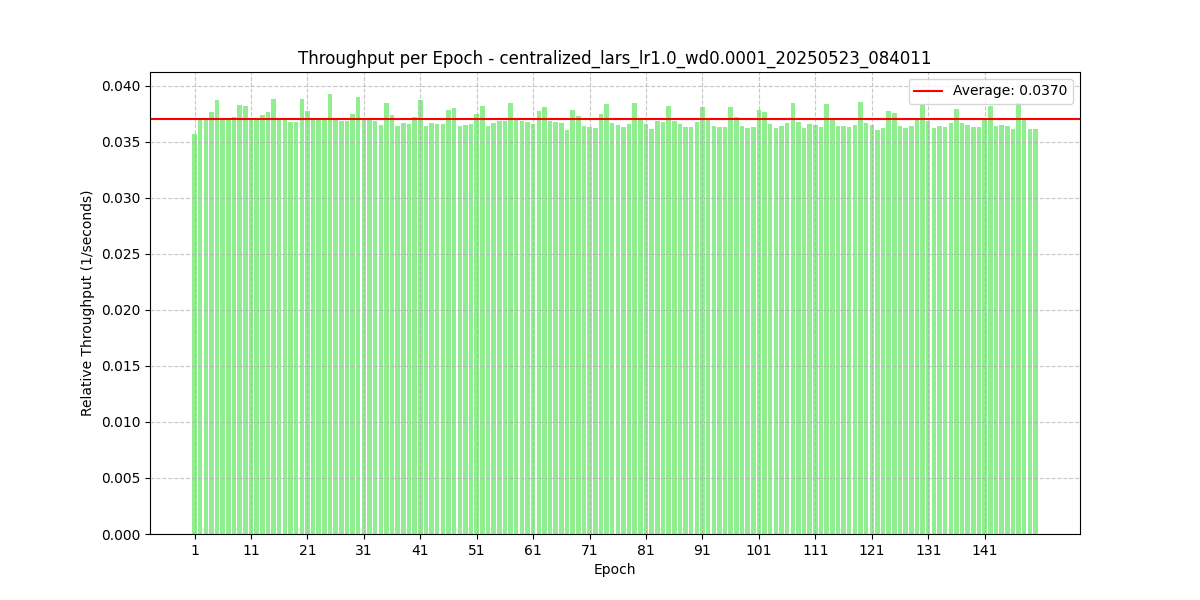 Throughput per Epoch - centralized_lars_lr1.0_wd0.0001_20250523_084011
Average: 0.0370
Relative Throughput (1/seconds)
0.040
0.035
0.030
0.025
0.020
0.015
0.010
0.005
0.000
1 11 21 31 41 51 61 71 81 91 101 111 121 131 141
Epoch